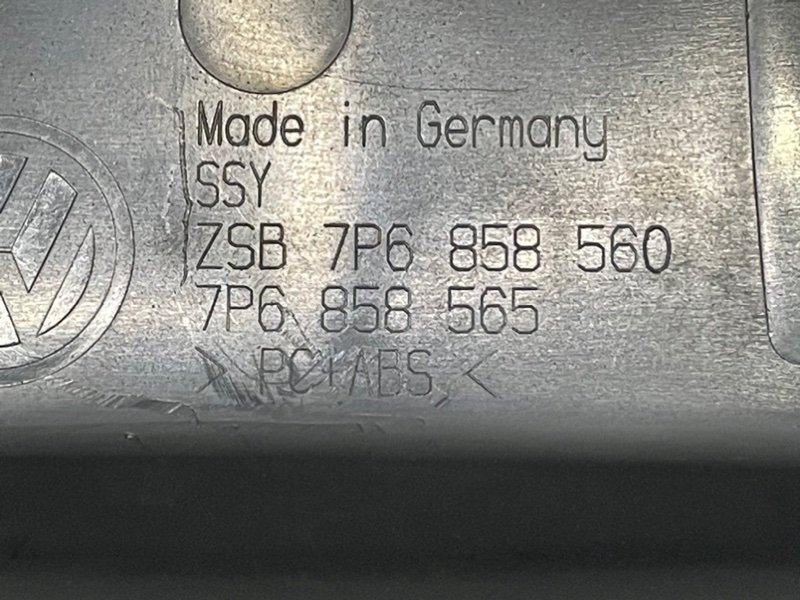 Made in Germany
SSY
ZSB 7P6 858 560
7P6 858 565
> PC+ABS <